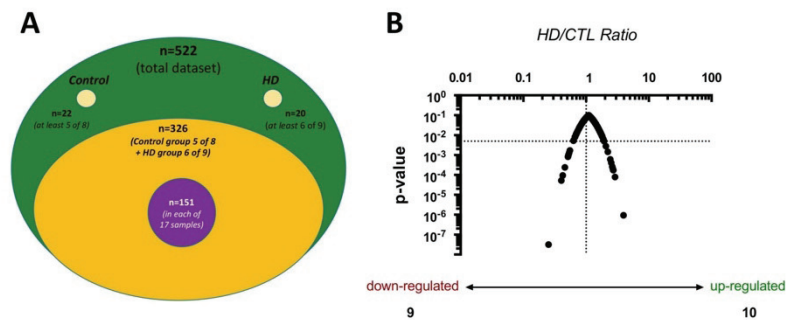 A
n=522
(total dataset)
Control
HD
n=22
(at least 5 of 8)
n=20
(at least 6 of 9)
n=326
(Control group 5 of 8
+ HD group 6 of 9)
n=151
(in each of
17 samples)
B
HD/CTL Ratio
0.01 0.1 1 10 100
10⁰
10⁻¹
10⁻²
10⁻³
10⁻⁴
10⁻⁵
10⁻⁶
10⁻⁷
p-value
down-regulated up-regulated
9 10